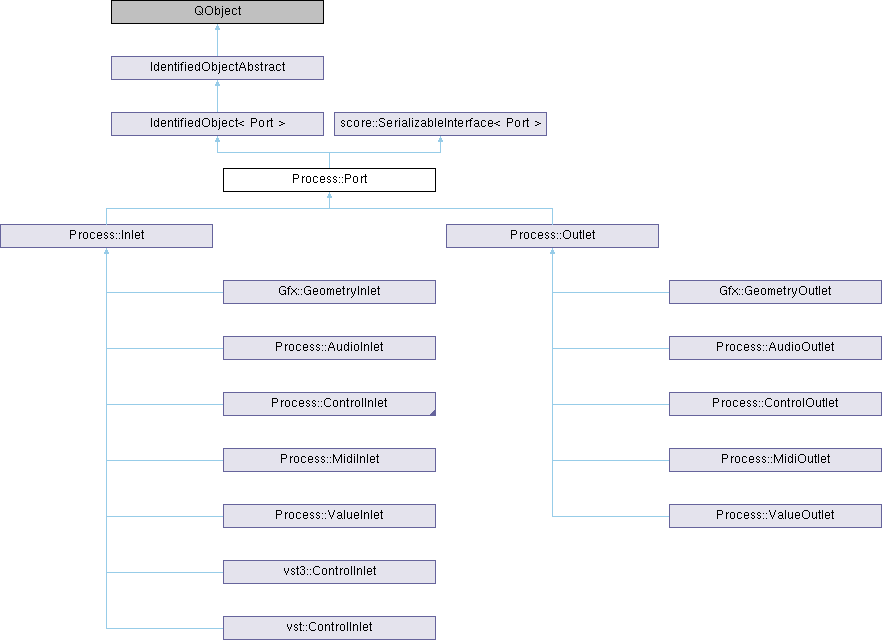 QObject
IdentifiedObjectAbstract
IdentifiedObject< Port >
score::SerializableInterface< Port >
Process::Port
Process::Inlet
Process::Outlet
Gfx::GeometryInlet
Gfx::GeometryOutlet
Process::AudioInlet
Process::AudioOutlet
Process::ControlInlet
Process::ControlOutlet
Process::MidiInlet
Process::MidiOutlet
Process::ValueInlet
Process::ValueOutlet
vst3::ControlInlet
vst::ControlInlet